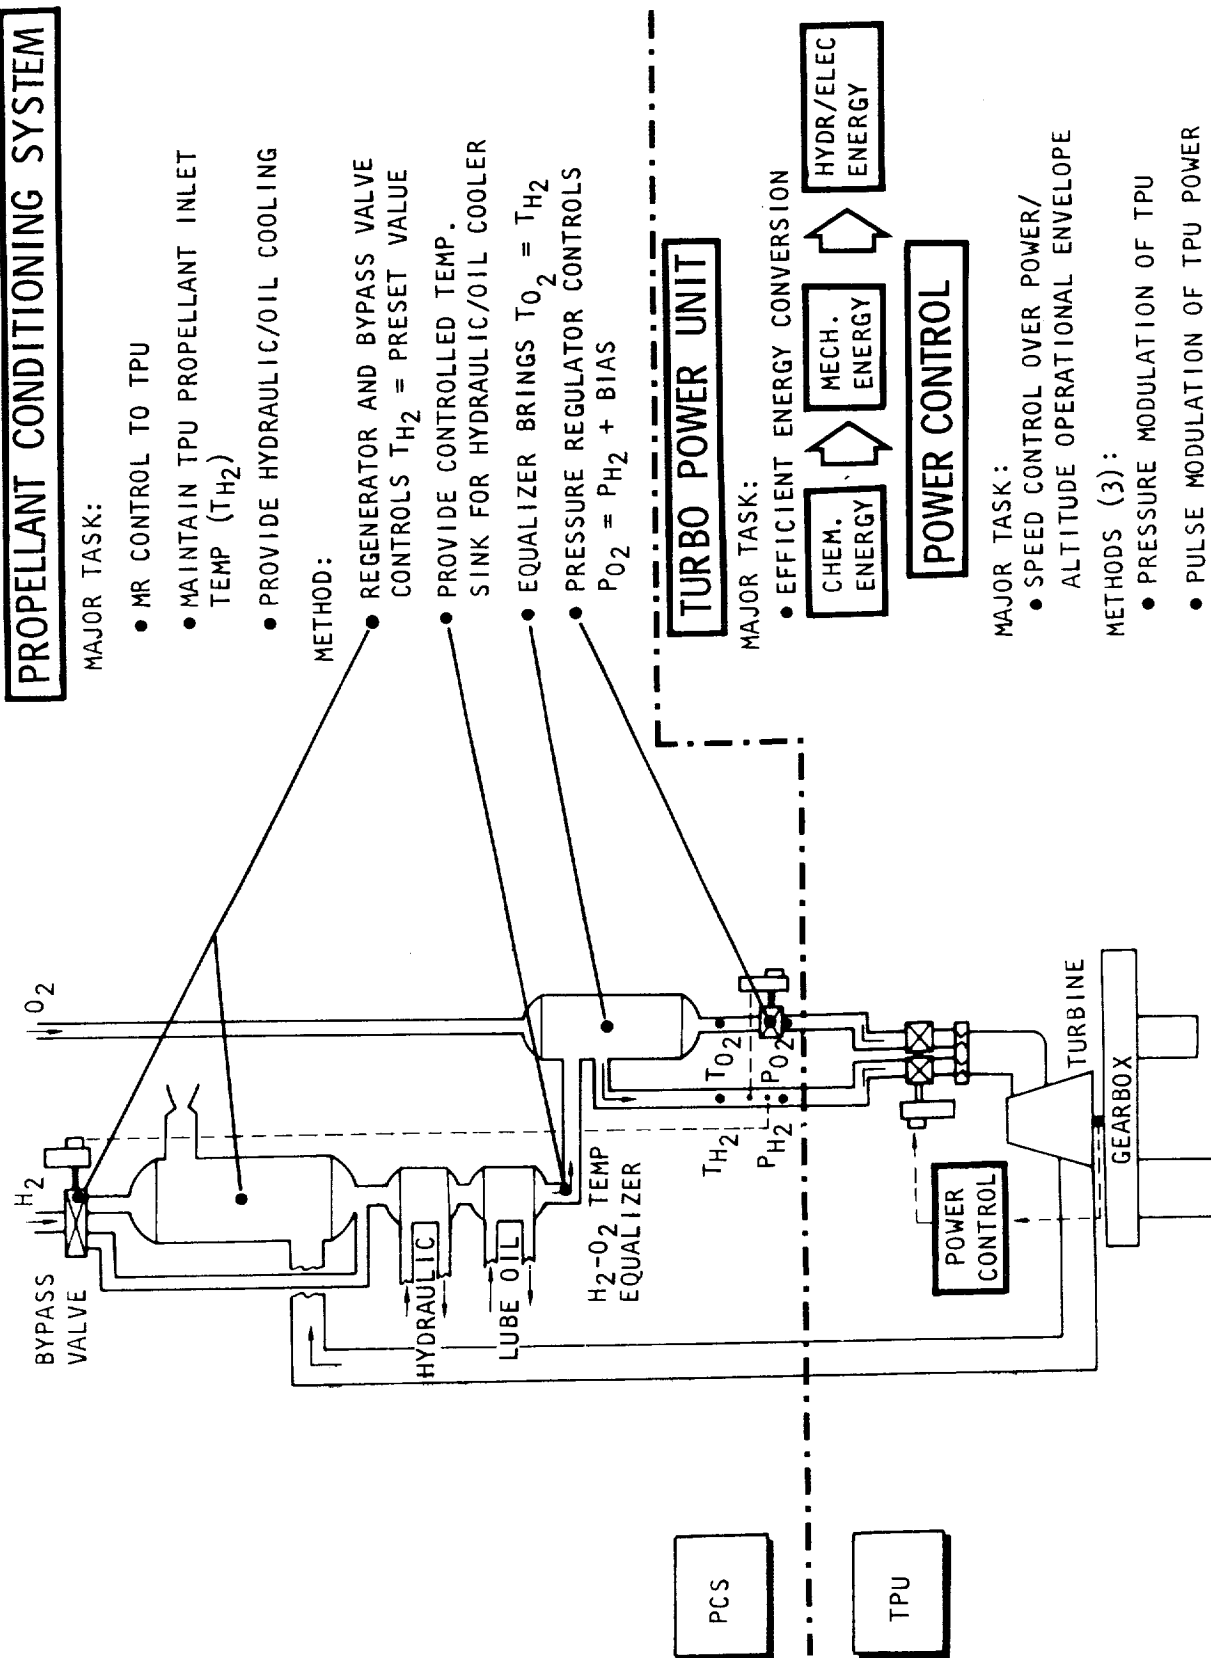 PROPELLANT CONDITIONING SYSTEM
MAJOR TASK:
● MR CONTROL TO TPU
● MAINTAIN TPU PROPELLANT INLET
TEMP (TH2)
● PROVIDE HYDRAULIC/OIL COOLING
METHOD:
● REGENERATOR AND BYPASS VALVE
CONTROLS TH2 = PRESET VALUE
● PROVIDE CONTROLLED TEMP.
SINK FOR HYDRAULIC/OIL COOLER
● EQUALIZER BRINGS TO2 = TH2
● PRESSURE REGULATOR CONTROLS
PO2 = PH2 + BIAS
TURBO POWER UNIT
MAJOR TASK:
● EFFICIENT ENERGY CONVERSION
CHEM.
ENERGY
MECH.
ENERGY
HYDR/ELEC
ENERGY
POWER CONTROL
MAJOR TASK:
● SPEED CONTROL OVER POWER/
ALTITUDE OPERATIONAL ENVELOPE
METHODS (3):
● PRESSURE MODULATION OF TPU
● PULSE MODULATION OF TPU POWER
O2
H2
BYPASS
VALVE
HYDRAULIC
LUBE OIL
H2-O2 TEMP
EQUALIZER
TO2
PO2
TH2
PH2
TURBINE
GEARBOX
POWER
CONTROL
PCS
TPU